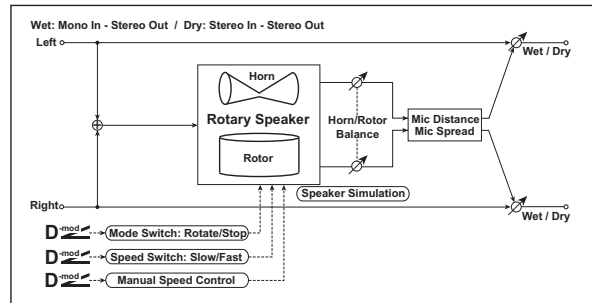 Wet: Mono In - Stereo Out / Dry: Stereo In - Stereo Out
Left
Wet / Dry
Horn
Rotary Speaker
Rotor
Horn/Rotor
Balance
Mic Distance
Mic Spread
Speaker Simulation
Right
Wet / Dry
D-mod
Mode Switch: Rotate/Stop
D-mod
Speed Switch: Slow/Fast
D-mod
Manual Speed Control